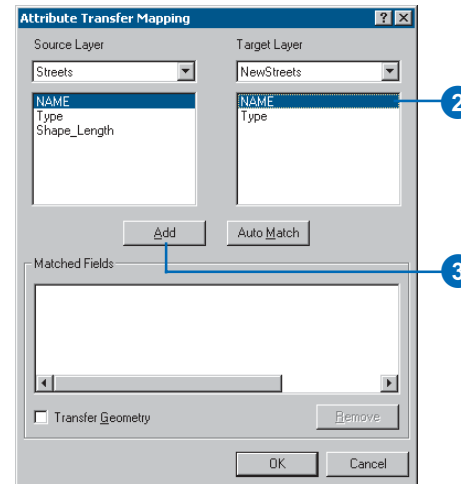 Attribute Transfer Mapping
Source Layer
Target Layer
Streets
NewStreets
NAME
Type
Shape_Length
NAME
Type
2
Add
Auto Match
3
Matched Fields
Transfer Geometry
Remove
OK
Cancel